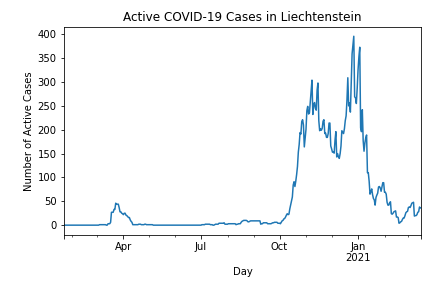 Active COVID-19 Cases in Liechtenstein
Number of Active Cases
400
350
300
250
200
150
100
50
0
Apr
Jul
Oct
Jan
2021
Day